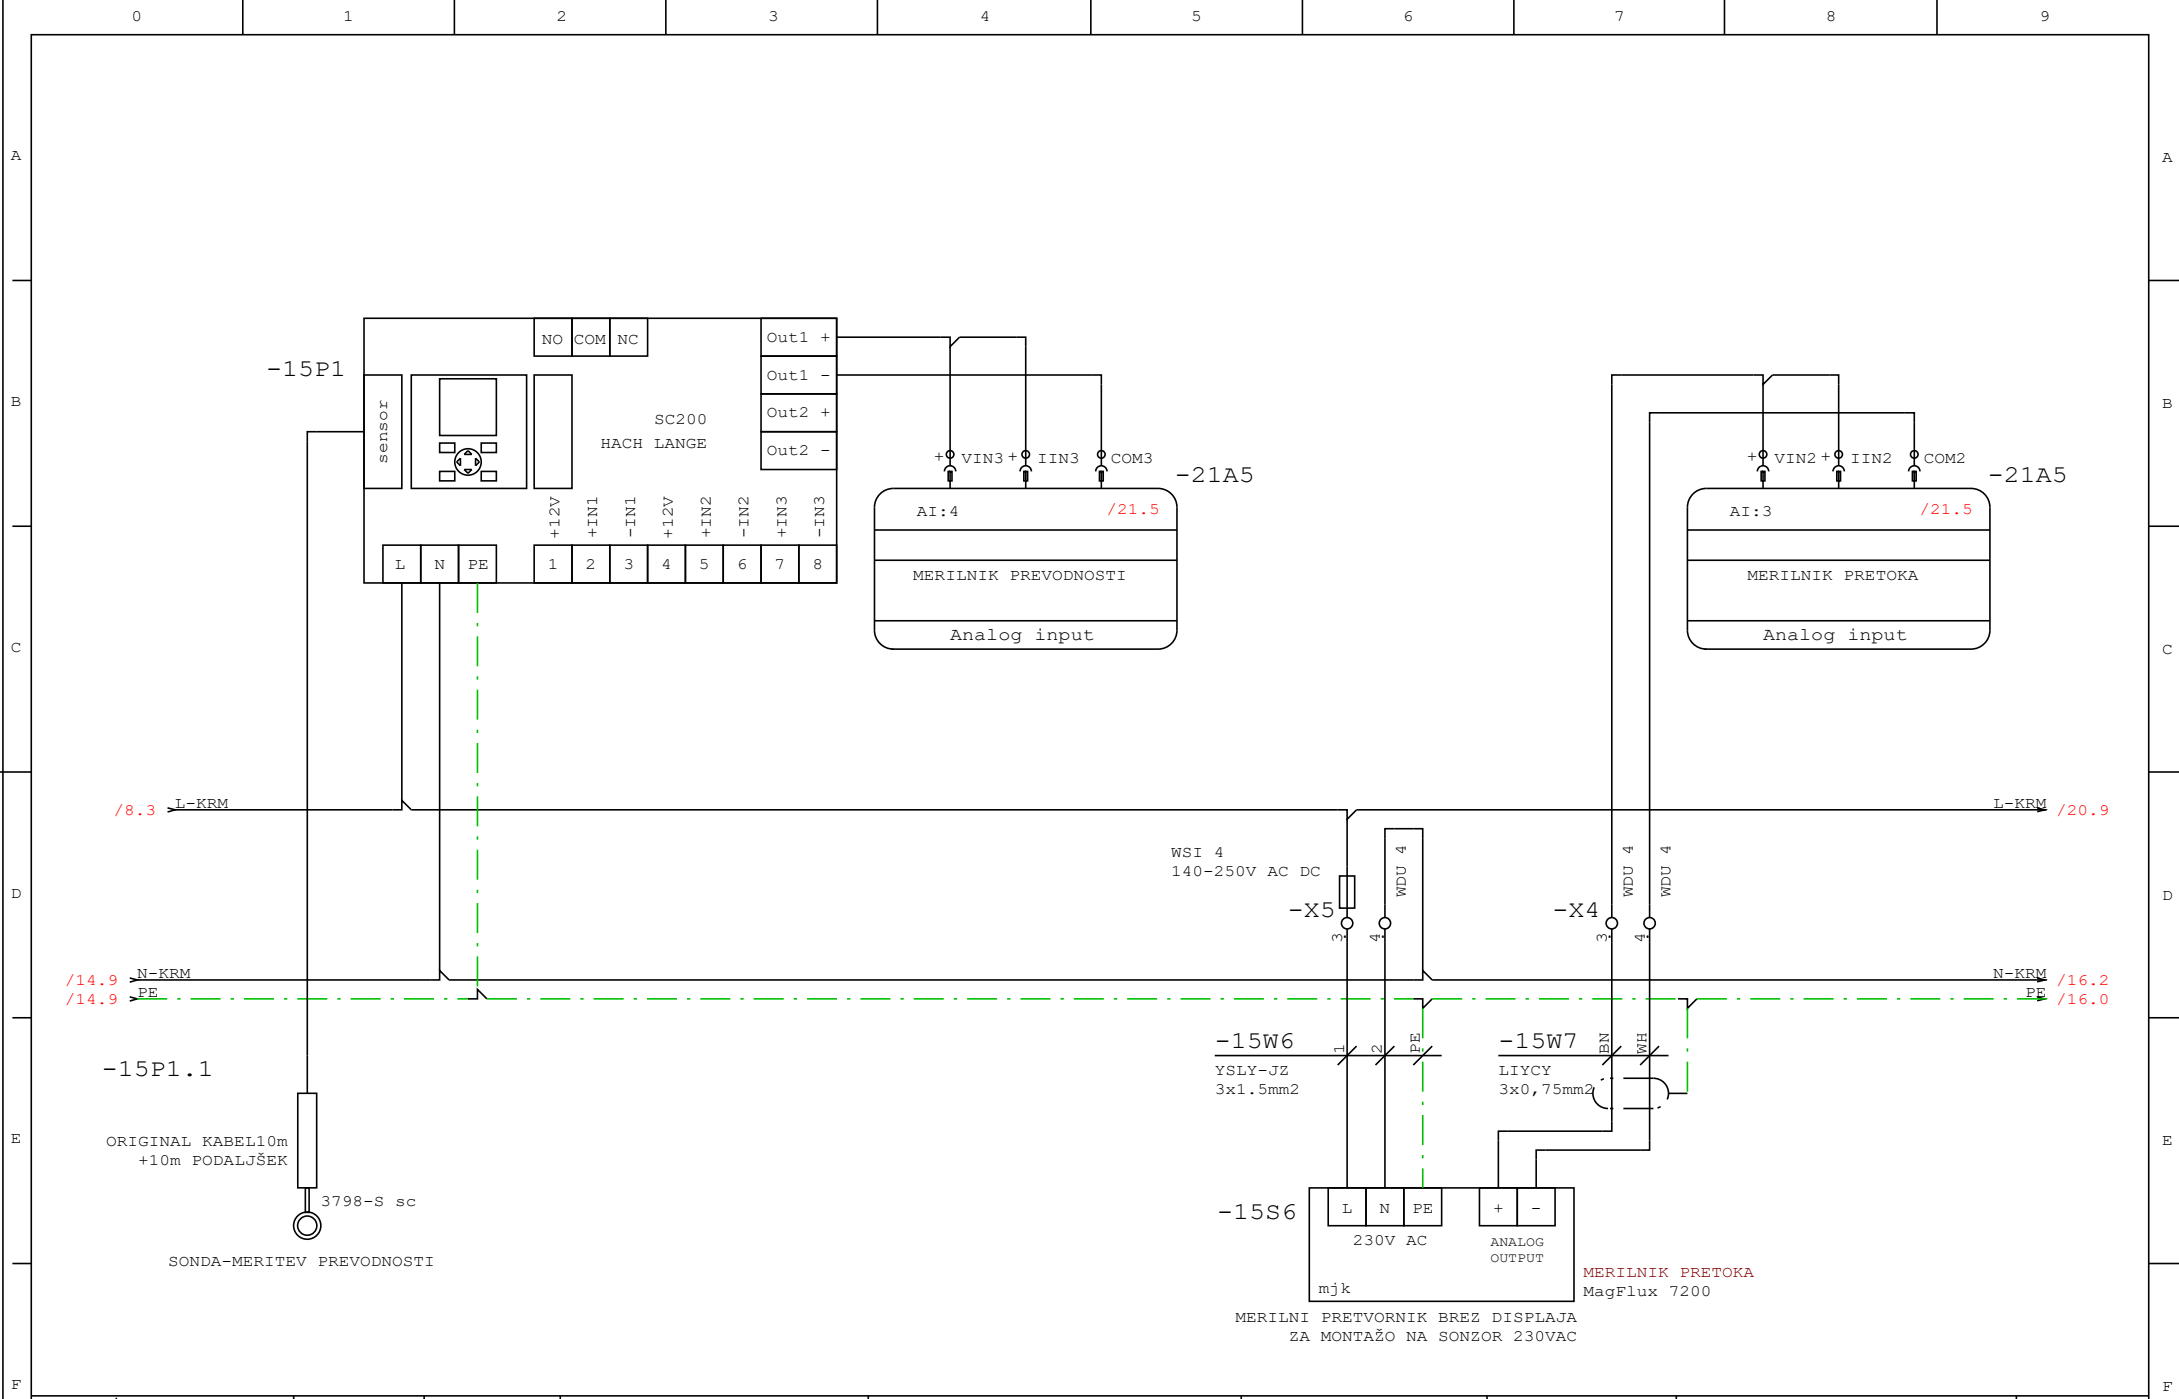 0 1 2 3 4 5 6 7 8 9
A A
-15P1
NO COM NC
Out1 +
Out1 -
Out2 +
Out2 -
sensor
SC200
HACH LANGE
B B
+12V +IN1 -IN1 +12V +IN2 -IN2 +IN3 -IN3
L N PE 1 2 3 4 5 6 7 8
+ VIN3 + IIN3 COM3
-21A5
AI:4 /21.5
MERILNIK PREVODNOSTI
Analog input
+ VIN2 + IIN2 COM2
-21A5
AI:3 /21.5
MERILNIK PRETOKA
Analog input
C C
/8.3 L-KRM
L-KRM /20.9
WSI 4
140-250V AC DC
WDU 4
WDU 4
WDU 4
D D
-X5
3 4
-X4
3 4
/14.9 N-KRM
N-KRM /16.2
/14.9 PE
PE /16.0
-15W6
1 2 PE
YSLY-JZ
3x1.5mm2
-15W7
BN WH
LIYCY
3x0,75mm2
-15P1.1
E E
ORIGINAL KABEL10m
+10m PODALJŠEK
3798-S sc
SONDA-MERITEV PREVODNOSTI
-15S6
L N PE + -
230V AC
ANALOG
OUTPUT
mjk
MERILNIK PRETOKA
MagFlux 7200
MERILNI PRETVORNIK BREZ DISPLAJA
ZA MONTAŽO NA SONZOR 230VAC
F F